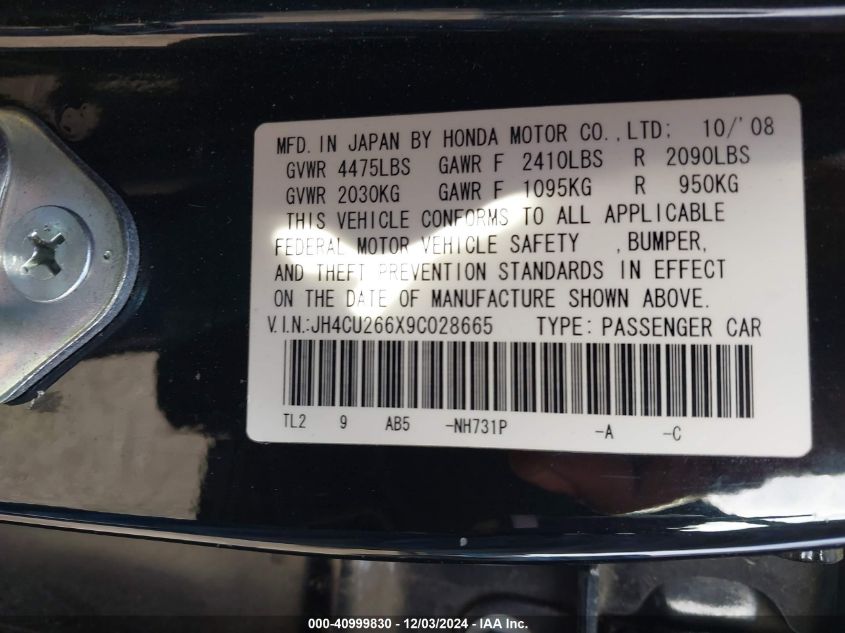 MFD. IN JAPAN BY HONDA MOTOR CO.,LTD; 10/'08
GVWR 4475LBS GAWR F 2410LBS R 2090LBS
GVWR 2030KG GAWR F 1095KG R 950KG
THIS VEHICLE CONFORMS TO ALL APPLICABLE
FEDERAL MOTOR VEHICLE SAFETY ,BUMPER,
AND THEFT PREVENTION STANDARDS IN EFFECT
ON THE DATE OF MANUFACTURE SHOWN ABOVE.
V.I.N.:JH4CU266X9C028665 TYPE: PASSENGER CAR
TL2 9 AB5 -NH731P -A -C
000-40999830 - 12/03/2024 - IAA Inc.